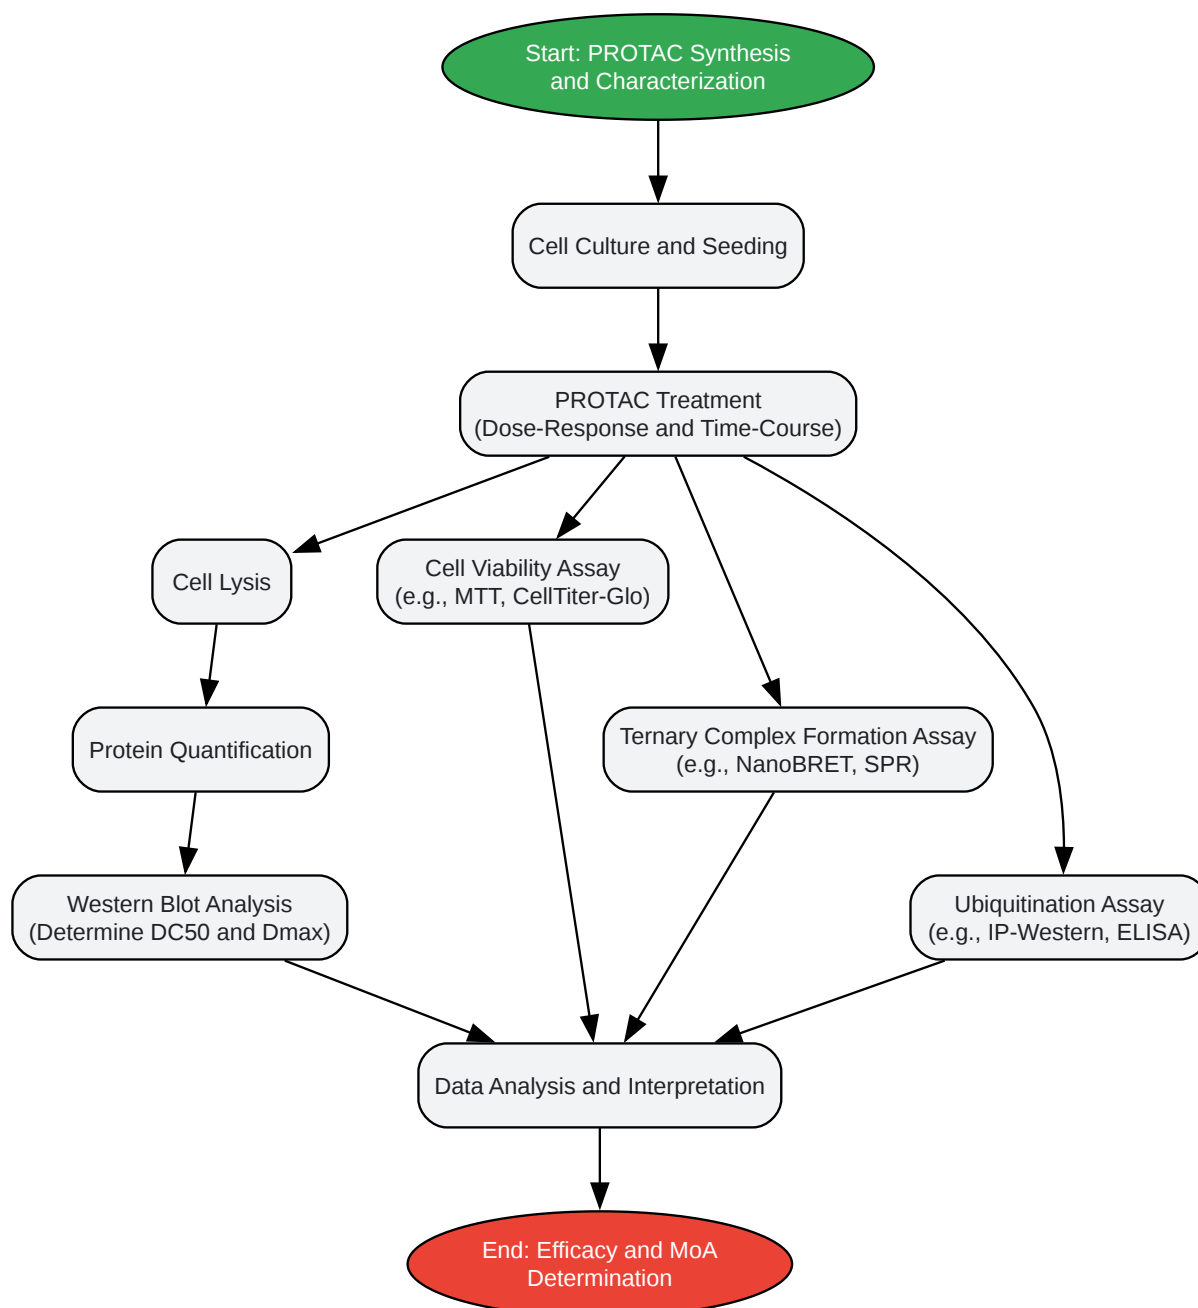 Start: PROTAC Synthesis
and Characterization
Cell Culture and Seeding
PROTAC Treatment
(Dose-Response and Time-Course)
Cell Lysis
Cell Viability Assay
(e.g., MTT, CellTiter-Glo)
Protein Quantification
Ternary Complex Formation Assay
(e.g., NanoBRET, SPR)
Western Blot Analysis
(Determine DC50 and Dmax)
Ubiquitination Assay
(e.g., IP-Western, ELISA)
Data Analysis and Interpretation
End: Efficacy and MoA
Determination